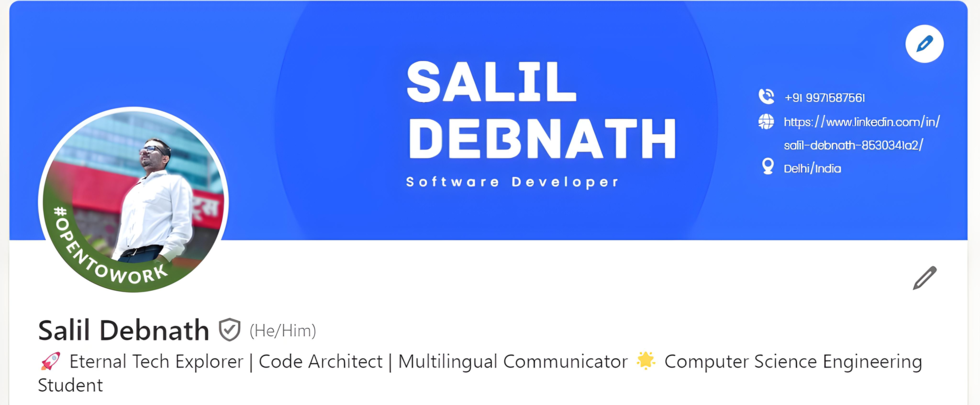 SALIL
DEBNATH
Software Developer
+91 9971587561
https://www.linkedin.com/in/
salil-debnath-8530341a2/
Delhi/India
#OPENTOWORK
Salil Debnath (He/Him)
🚀 Eternal Tech Explorer | Code Architect | Multilingual Communicator 🌟 Computer Science Engineering
Student